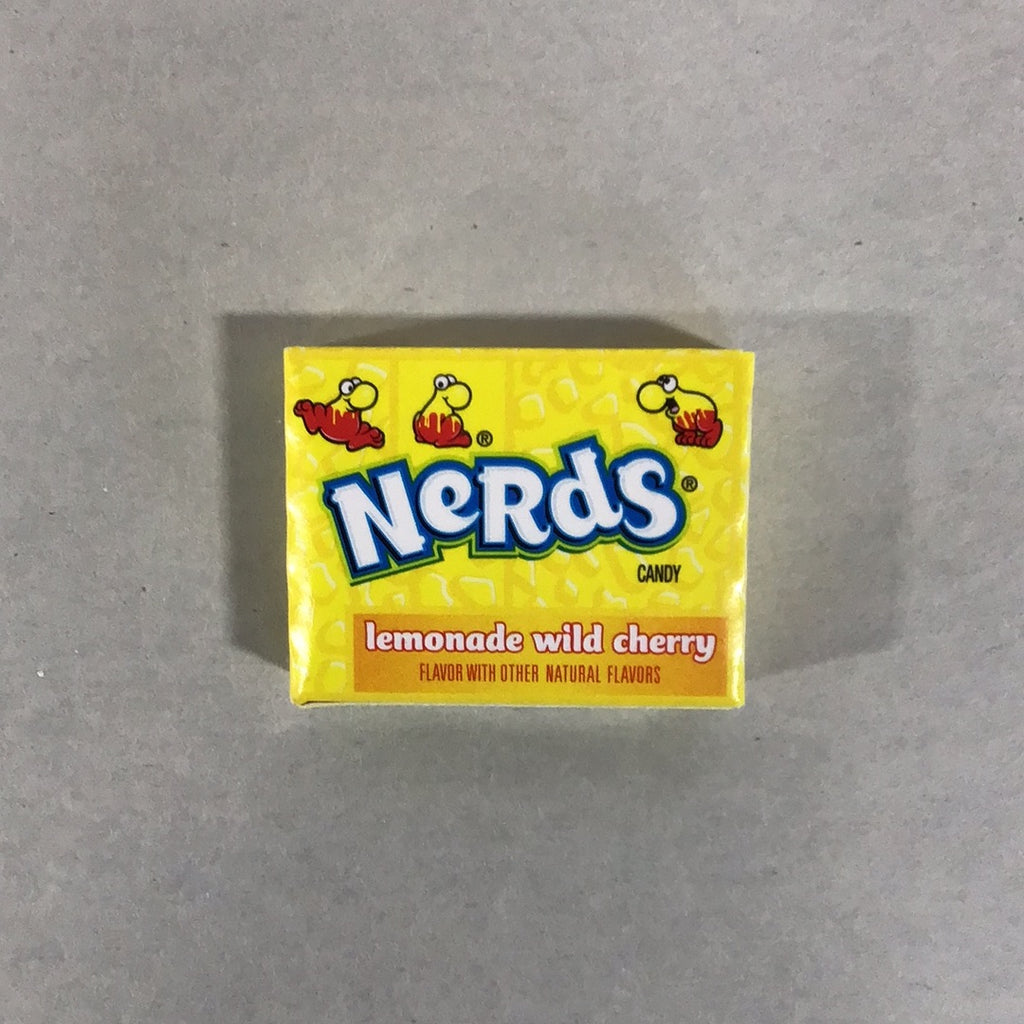 ®
NeRds®
CANDY
lemonade wild cherry
FLAVOR WITH OTHER NATURAL FLAVORS